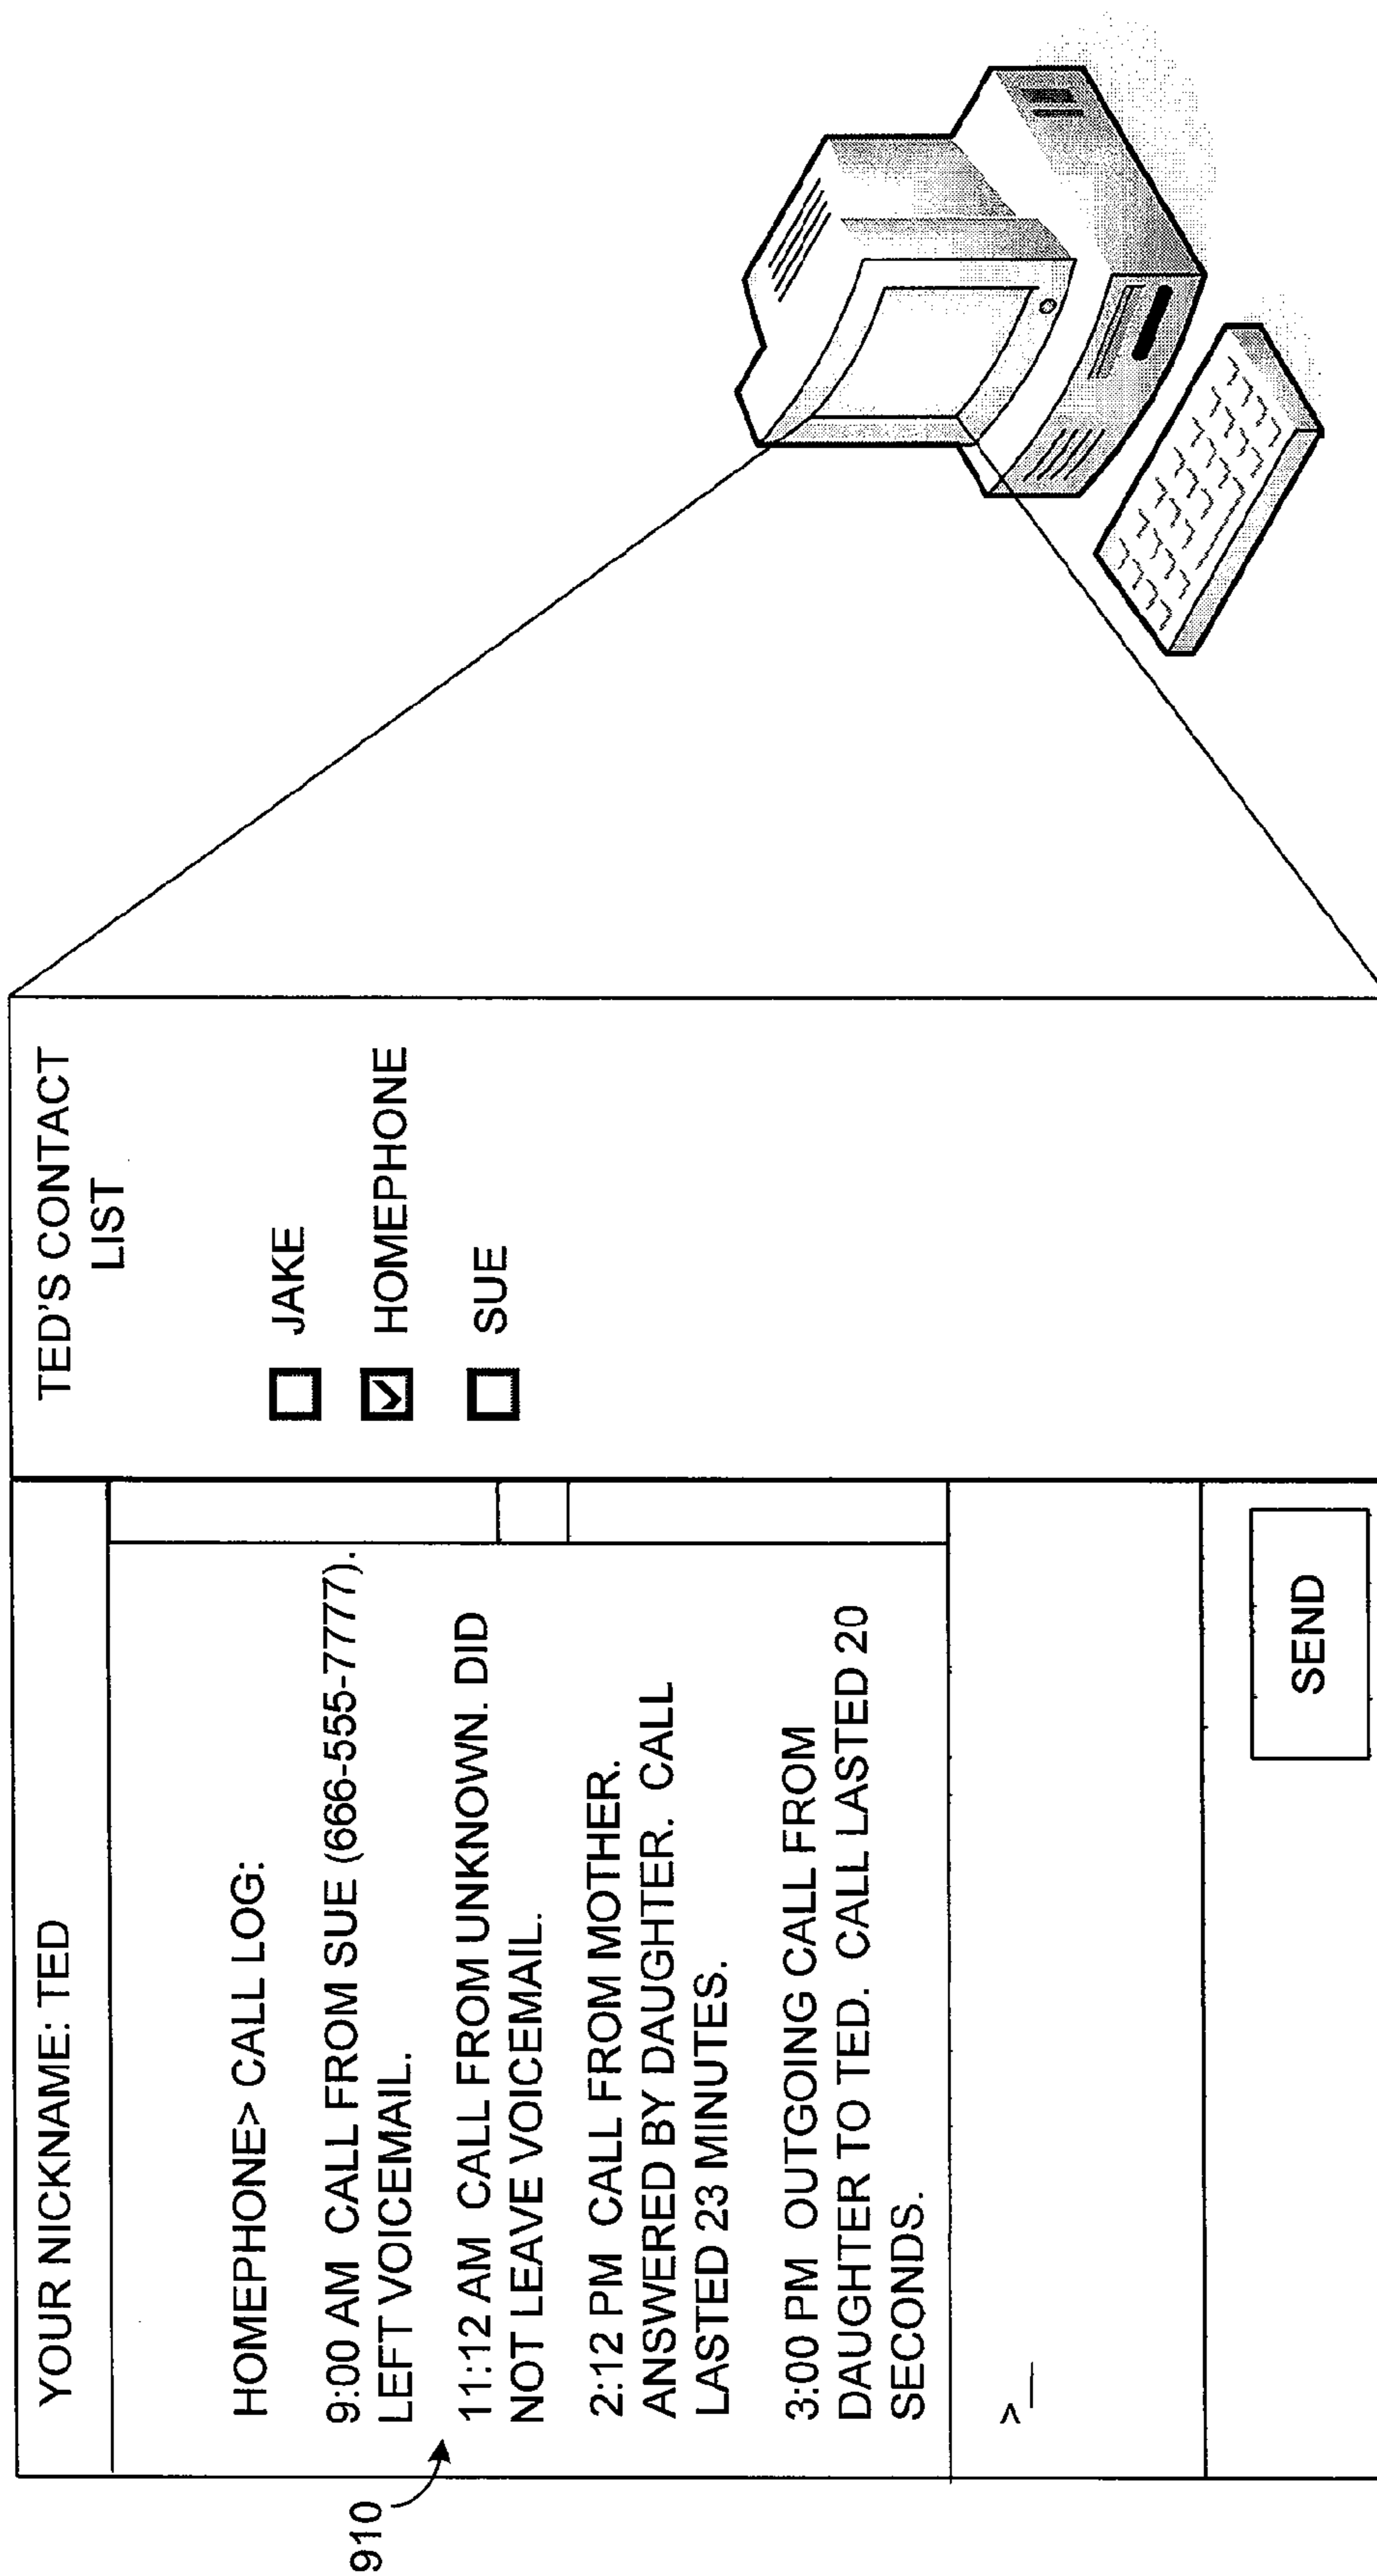 YOUR NICKNAME: TED
HOMEPHONE> CALL LOG:
9:00 AM CALL FROM SUE (666-555-7777).
LEFT VOICEMAIL.
11:12 AM CALL FROM UNKNOWN. DID
NOT LEAVE VOICEMAIL.
2:12 PM CALL FROM MOTHER.
ANSWERED BY DAUGHTER. CALL
LASTED 23 MINUTES.
3:00 PM OUTGOING CALL FROM
DAUGHTER TO TED. CALL LASTED 20
SECONDS.
>_
SEND
TED'S CONTACT
LIST
JAKE
HOMEPHONE
SUE
910